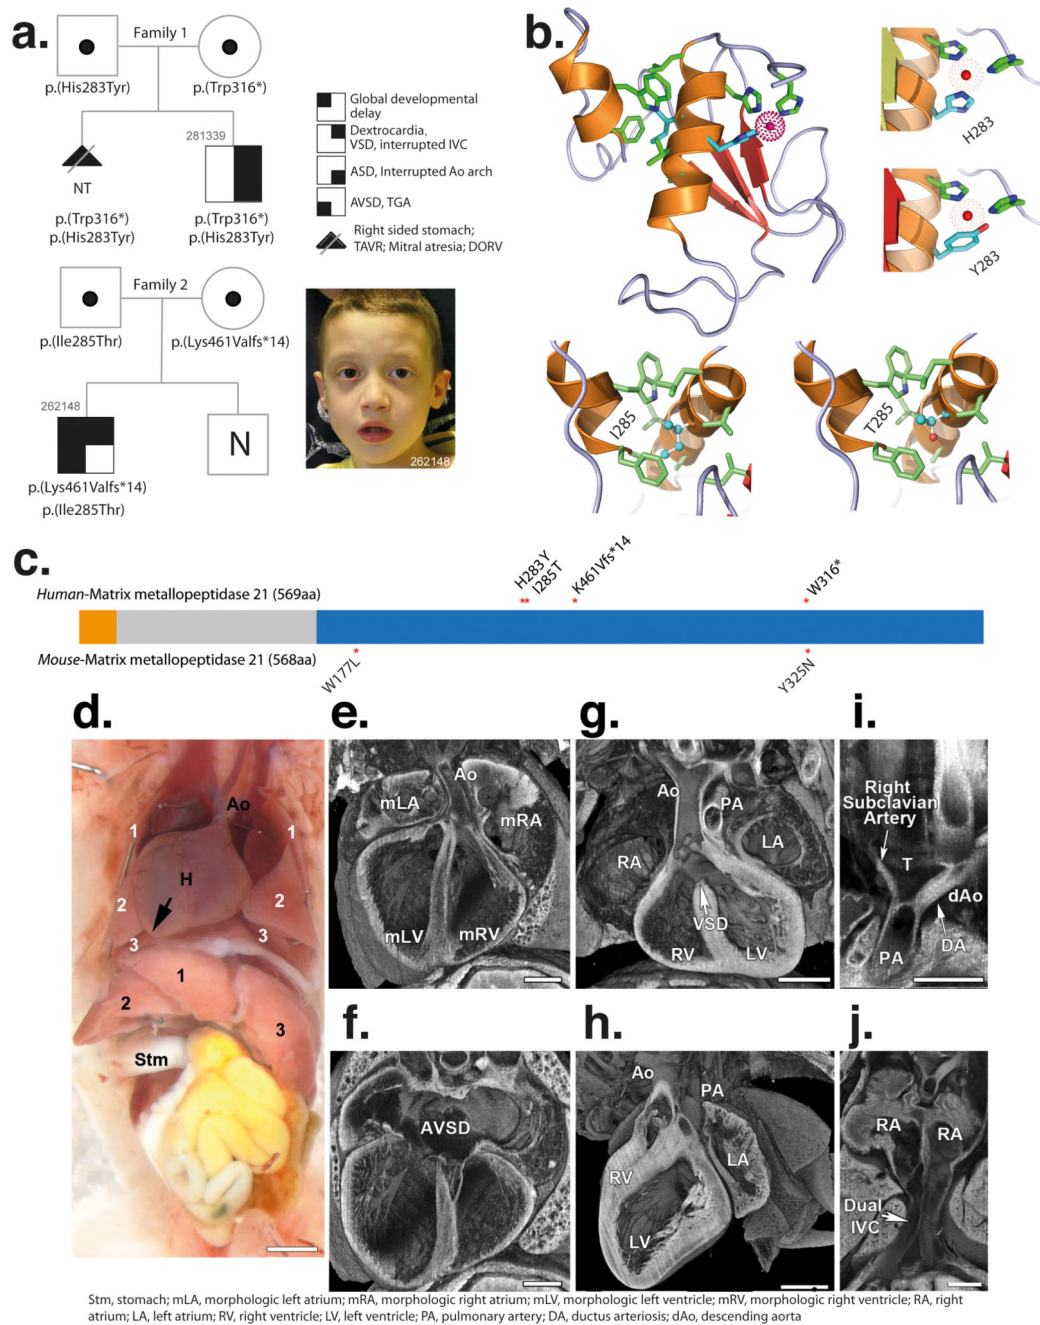 a.
Family 1
p.(His283Tyr)
p.(Trp316*)
281339
NT
p.(Trp316*)
p.(His283Tyr)
p.(Trp316*)
p.(His283Tyr)
Global developmental
delay
Dextrocardia,
VSD, interrupted IVC
ASD, Interrupted Ao arch
AVSD, TGA
Right sided stomach;
TAVR; Mitral atresia; DORV
Family 2
p.(Ile285Thr)
p.(Lys461Valfs*14)
262148
N
p.(Lys461Valfs*14)
p.(Ile285Thr)
262148
b.
H283
Y283
I285
T285
c.
Human-Matrix metallopeptidase 21 (569aa)
H283 Y
I285T
K461Vfs*14
W316*
** * *
Mouse-Matrix metallopeptidase 21 (568aa)
* *
W177L
Y325N
d.
Ao
1
1
H
2
2
3
3
1
2
3
Stm
e.
Ao
mLA
mRA
mLV
mRV
f.
AVSD
g.
Ao
PA
LA
RA
VSD
RV
LV
h.
Ao
PA
RV
LA
LV
i.
Right
Subclavian
Artery
T
dAo
PA
DA
j.
RA
RA
Dual
IVC
Stm, stomach; mLA, morphologic left atrium; mRA, morphologic right atrium; mLV, morphologic left ventricle; mRV, morphologic right ventricle; RA, right
atrium; LA, left atrium; RV, right ventricle; LV, left ventricle; PA, pulmonary artery; DA, ductus arteriosis; dAo, descending aorta